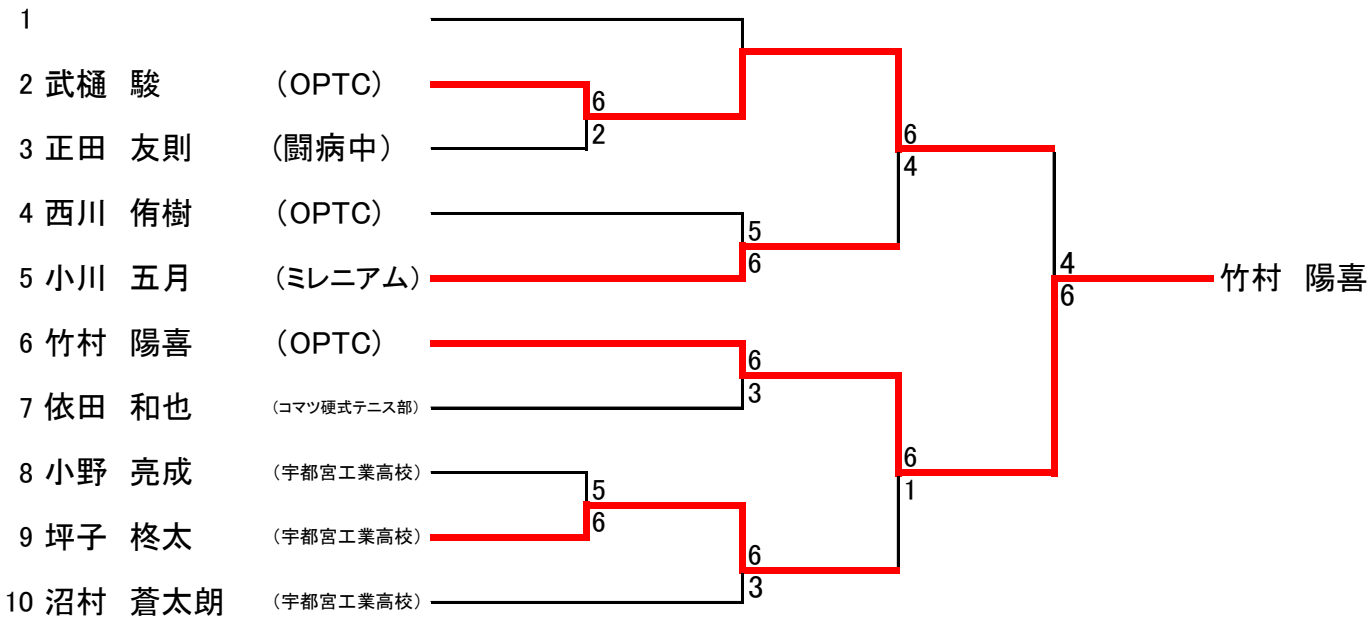 1
2 武樋 駿 (OPTC) 6
3 正田 友則 (闘病中) 2
6
4
4 西川 侑樹 (OPTC) 5
5 小川 五月 (ミレニアム) 6
4
6
竹村 陽喜
6 竹村 陽喜 (OPTC) 6
7 依田 和也 (コマツ硬式テニス部) 3
6
1
8 小野 亮成 (宇都宮工業高校) 5
9 坪子 柊太 (宇都宮工業高校) 6
6
3
10 沼村 蒼太朗 (宇都宮工業高校)